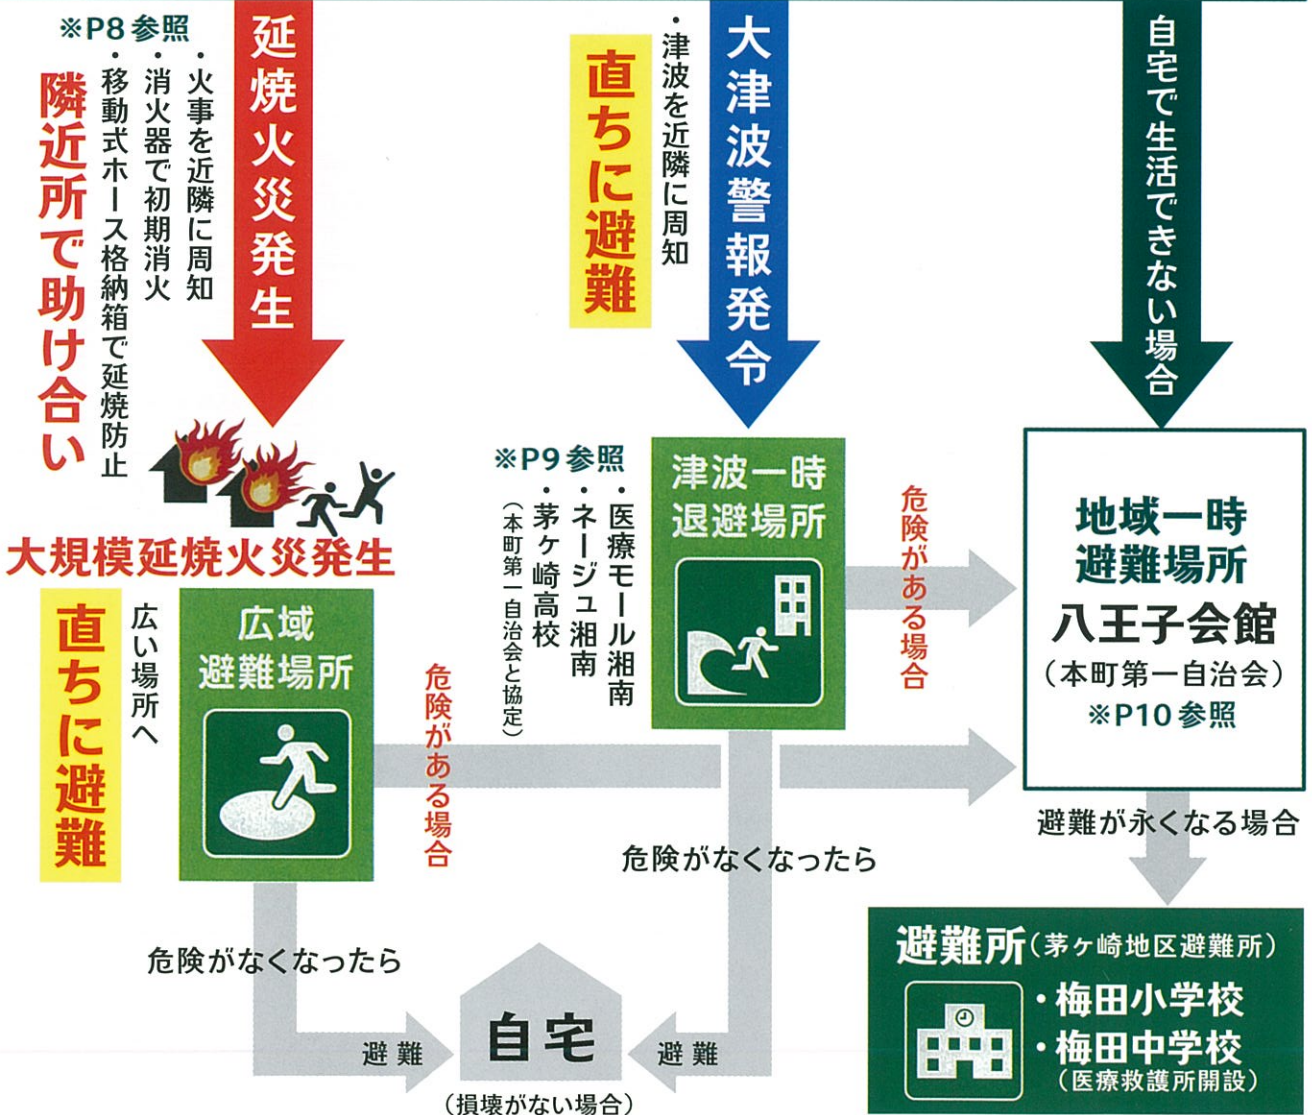 ※P8参照
延焼火災発生
・火事を近隣に周知
・消火器で初期消火
・移動式ホース格納箱で延焼防止
隣近所で助け合い
大規模延焼火災発生
広域
避難場所
広い場所へ
直ちに避難
危険がある場合
危険がなくなったら
避難
大津波警報発令
・津波を近隣に周知
直ちに避難
津波一時
退避場所
※P9参照
・医療モール湘南
・ネージュ湘南
・茅ヶ崎高校
（本町第一自治会と協定）
危険がある場合
危険がなくなったら
避難
自宅
（損壊がない場合）
自宅で生活できない場合
地域一時
避難場所
八王子会館
（本町第一自治会）
※P10参照
避難が永くなる場合
避難所（茅ヶ崎地区避難所）
・梅田小学校
・梅田中学校
（医療救護所開設）